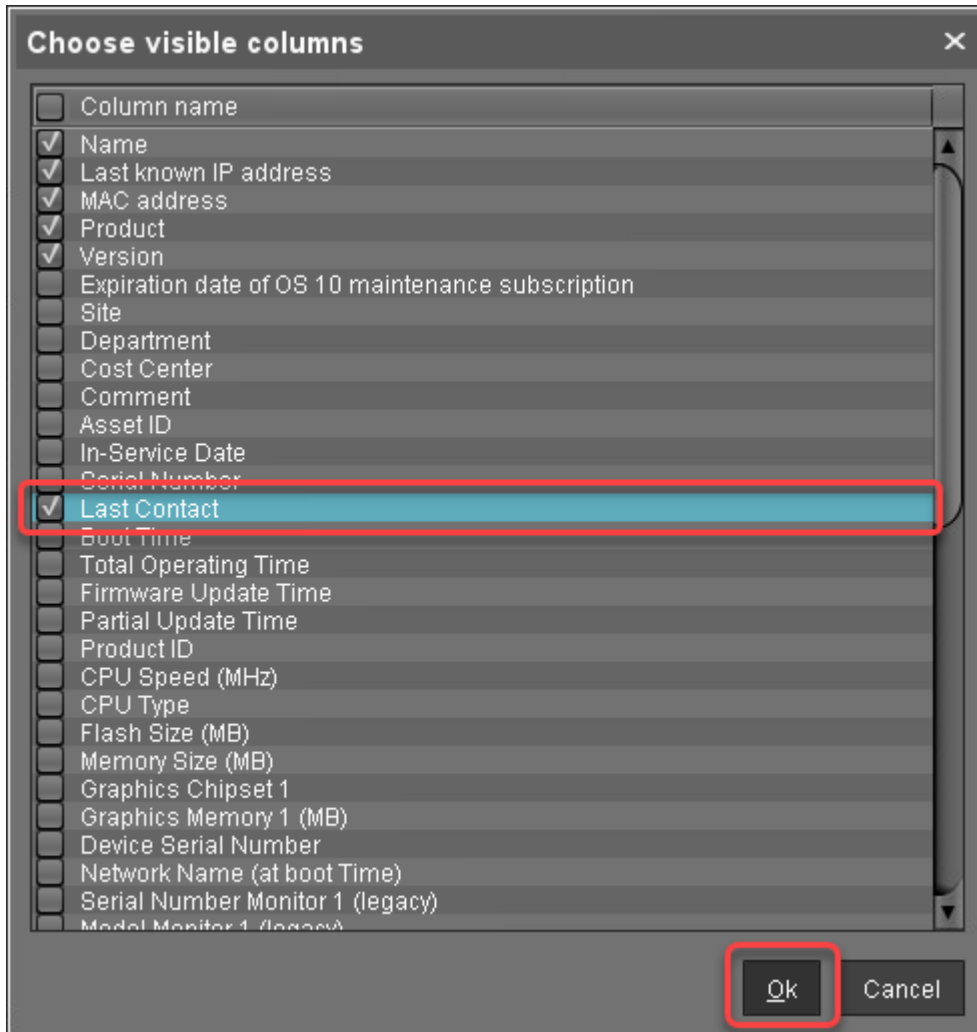 Choose visible columns
Column name
Name
Last known IP address
MAC address
Product
Version
Expiration date of OS 10 maintenance subscription
Site
Department
Cost Center
Comment
Asset ID
In-Service Date
Serial Number
Last Contact
Boot Time
Total Operating Time
Firmware Update Time
Partial Update Time
Product ID
CPU Speed (MHz)
CPU Type
Flash Size (MB)
Memory Size (MB)
Graphics Chipset 1
Graphics Memory 1 (MB)
Device Serial Number
Network Name (at boot Time)
Serial Number Monitor 1 (legacy)
Model Monitor 1 (legacy)
Ok Cancel